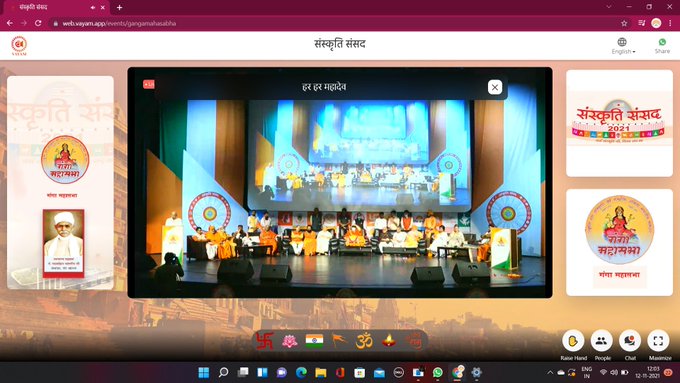 संस्कृति संसद
web.vayam.app/events/gangamahasabha
VAYAM
संस्कृति संसद
English
Share
स्कृति संस
गंगा महासभा
गंगा महासभा
हर हर महादेव
संस्कृति संसद
2021
गंगा महासभा
गंगा महासभा
Raise Hand
People
Chat
Maximize
DELL
ENG
IN
12:03
12-11-2021